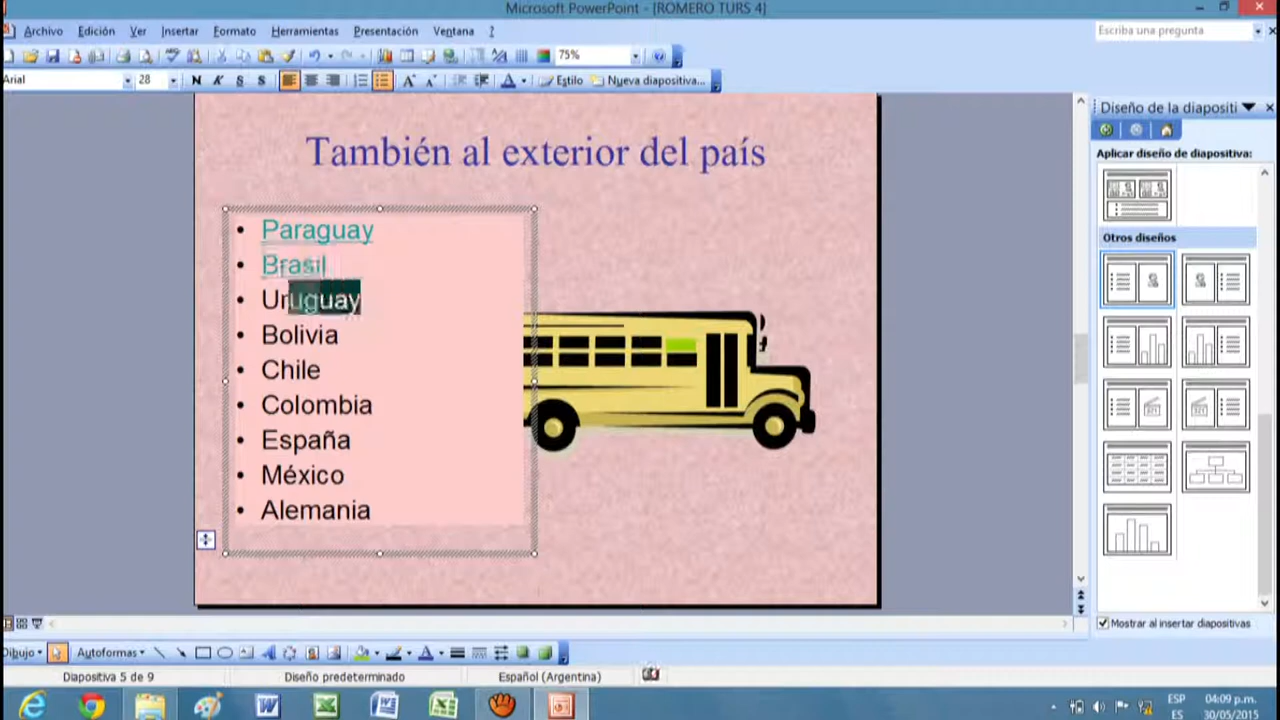 Microsoft PowerPoint - [ROMERO TURS 4]
Archivo Edición Ver Insertar Formato Herramientas Presentación Ventana ?
Escriba una pregunta
75%
Arial 28 N K S S Estilo Nueva diapositiva...
Diseño de la diapositi
Aplicar diseño de diapositiva:
Otros diseños
También al exterior del país
• Paraguay
• Brasil
• Uruguay
• Bolivia
• Chile
• Colombia
• España
• México
• Alemania
Mostrar al insertar diapositivas
Dibujo Autoformas
Diapositiva 5 de 9 Diseño predeterminado Español (Argentina)
ESP 04:09 p.m.
ES 30/05/2015